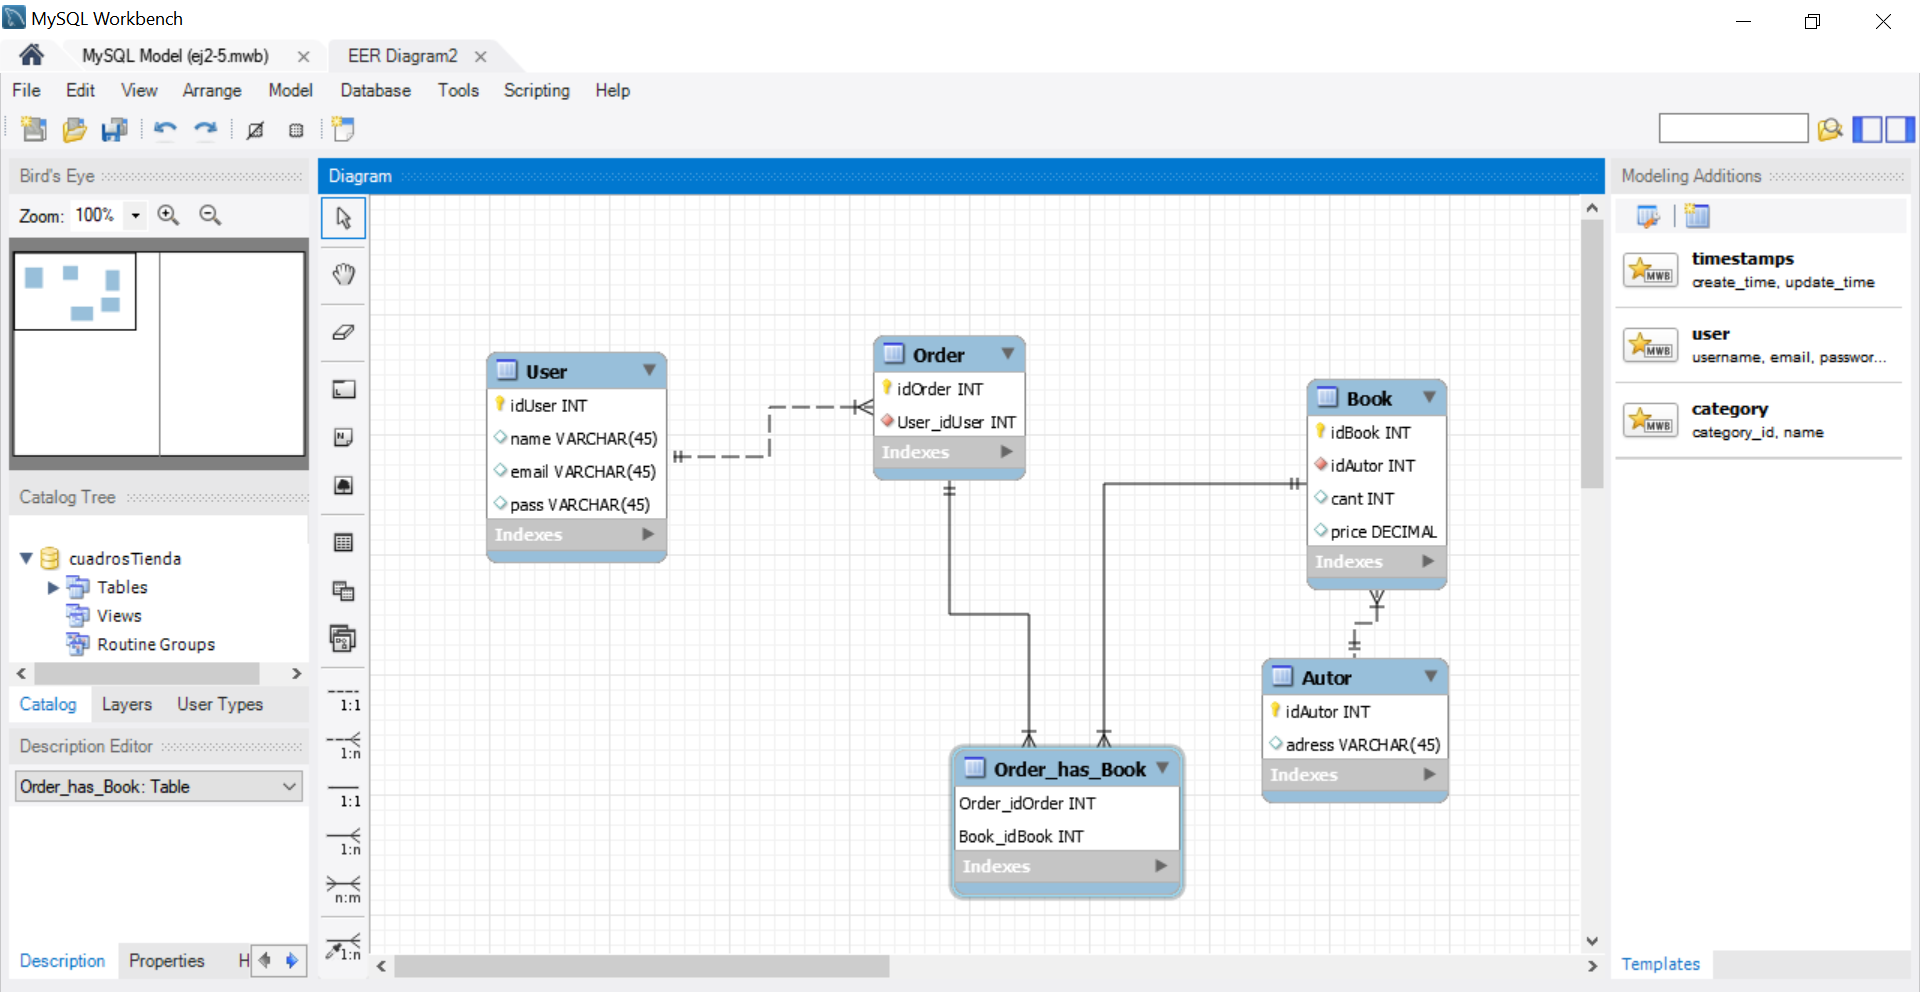 MySQL Workbench
MySQL Model (ej2-5.mwb)
EER Diagram2
File Edit View Arrange Model Database Tools Scripting Help
Bird's Eye
Zoom: 100%
Catalog Tree
cuadrosTienda
Tables
Views
Routine Groups
Catalog Layers User Types
Description Editor
Order_has_Book: Table
Description Properties H
Diagram
N
1:1
1:n
1:1
1:n
n:m
1:n
User
idUser INT
name VARCHAR(45)
email VARCHAR(45)
pass VARCHAR(45)
Indexes
Order
idOrder INT
User_idUser INT
Indexes
Book
idBook INT
idAutor INT
cant INT
price DECIMAL
Indexes
Autor
idAutor INT
adress VARCHAR(45)
Indexes
Order_has_Book
Order_idOrder INT
Book_idBook INT
Indexes
Modeling Additions
MWB
timestamps
create_time, update_time
MWB
user
username, email, passwor...
MWB
category
category_id, name
Templates